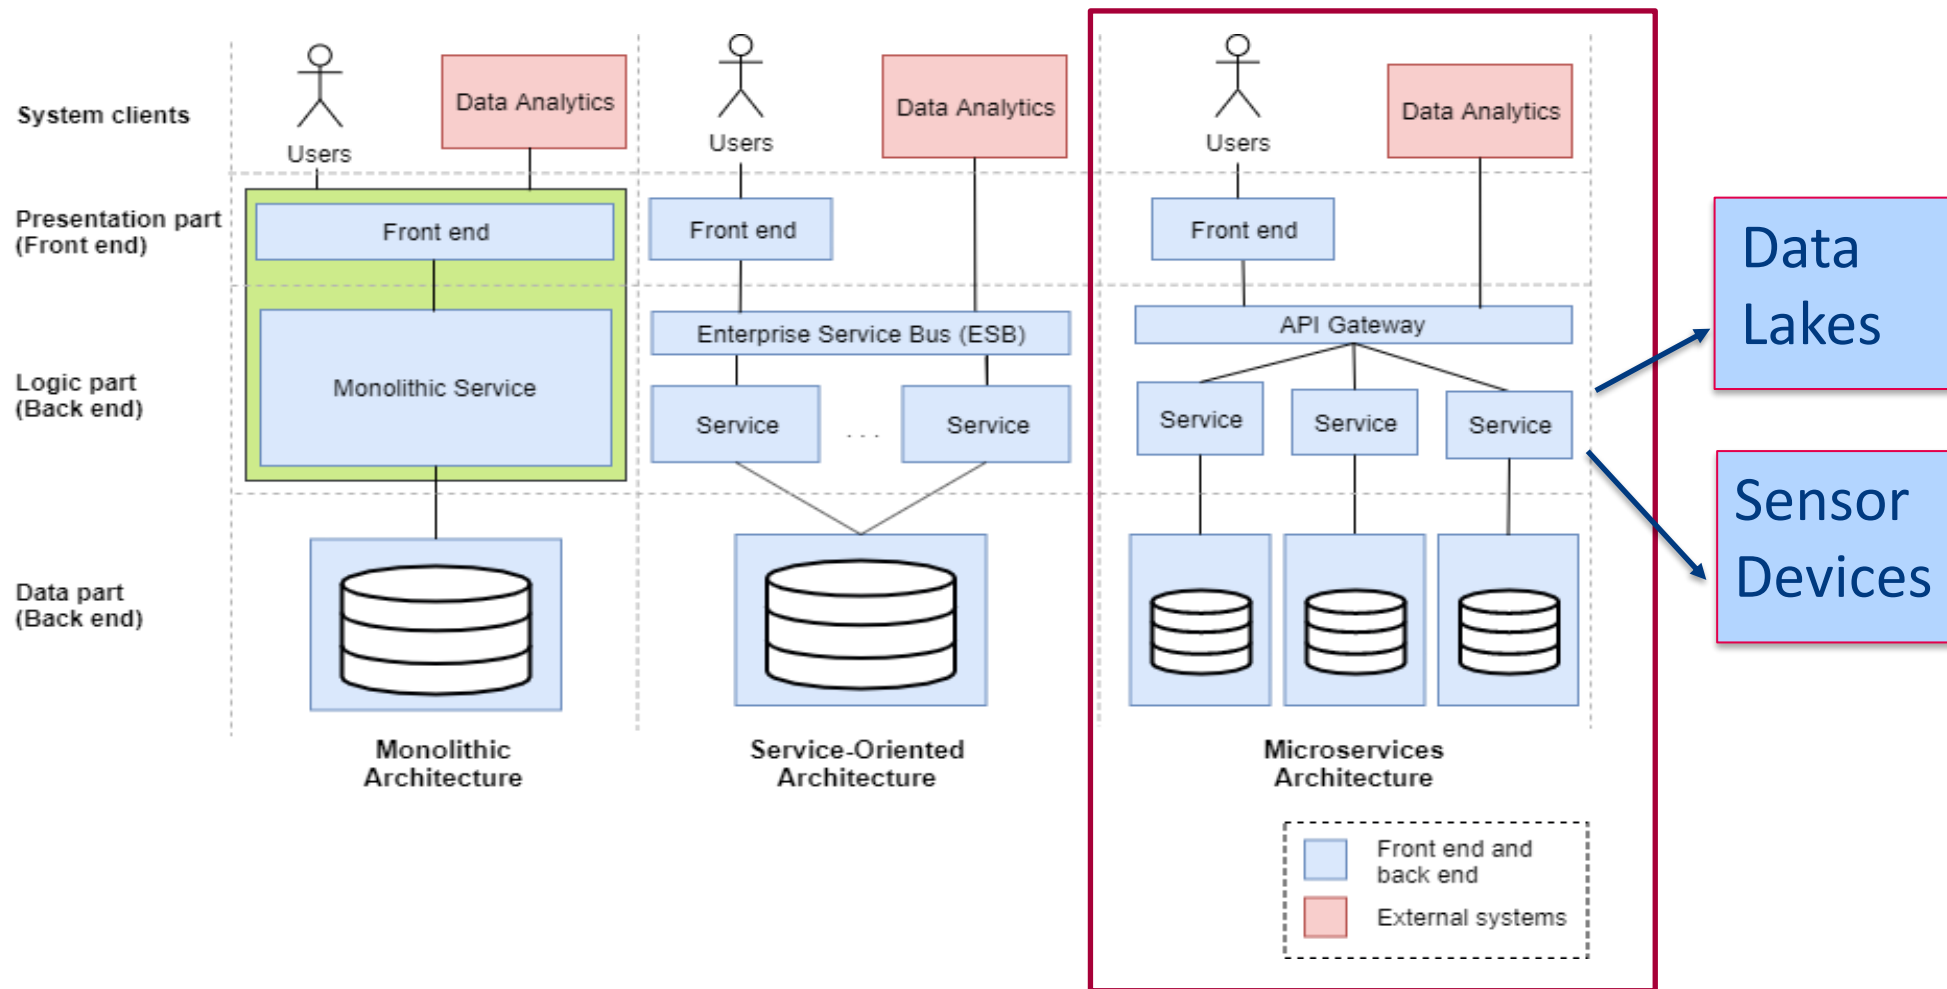 System clients
Users
Data Analytics
Users
Data Analytics
Users
Data Analytics
Presentation part
(Front end)
Front end
Front end
Front end
Logic part
(Back end)
Monolithic Service
Enterprise Service Bus (ESB)
Service
. . .
Service
API Gateway
Service
Service
Service
Data
Lakes
Sensor
Devices
Data part
(Back end)
Monolithic
Architecture
Service-Oriented
Architecture
Microservices
Architecture
Front end and
back end
External systems